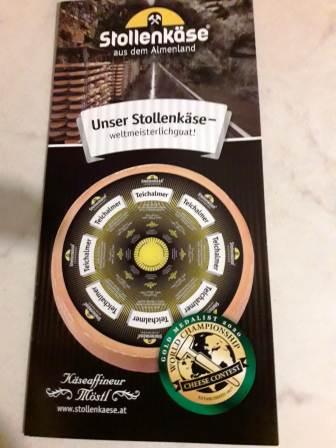 Stollenkäse®
aus dem Almenland
Unser Stollenkäse –
weltmeisterlichguat!
Teichalmer
Teichalmer
Teichalmer
Teichalmer
Teichalmer
Teichalmer
Teichalmer
Teichalmer
GOLD MEDALIST 2020
WORLD CHAMPIONSHIP
CHEESE CONTEST
Käseaffineur
Möstl
www.stollenkaese.at